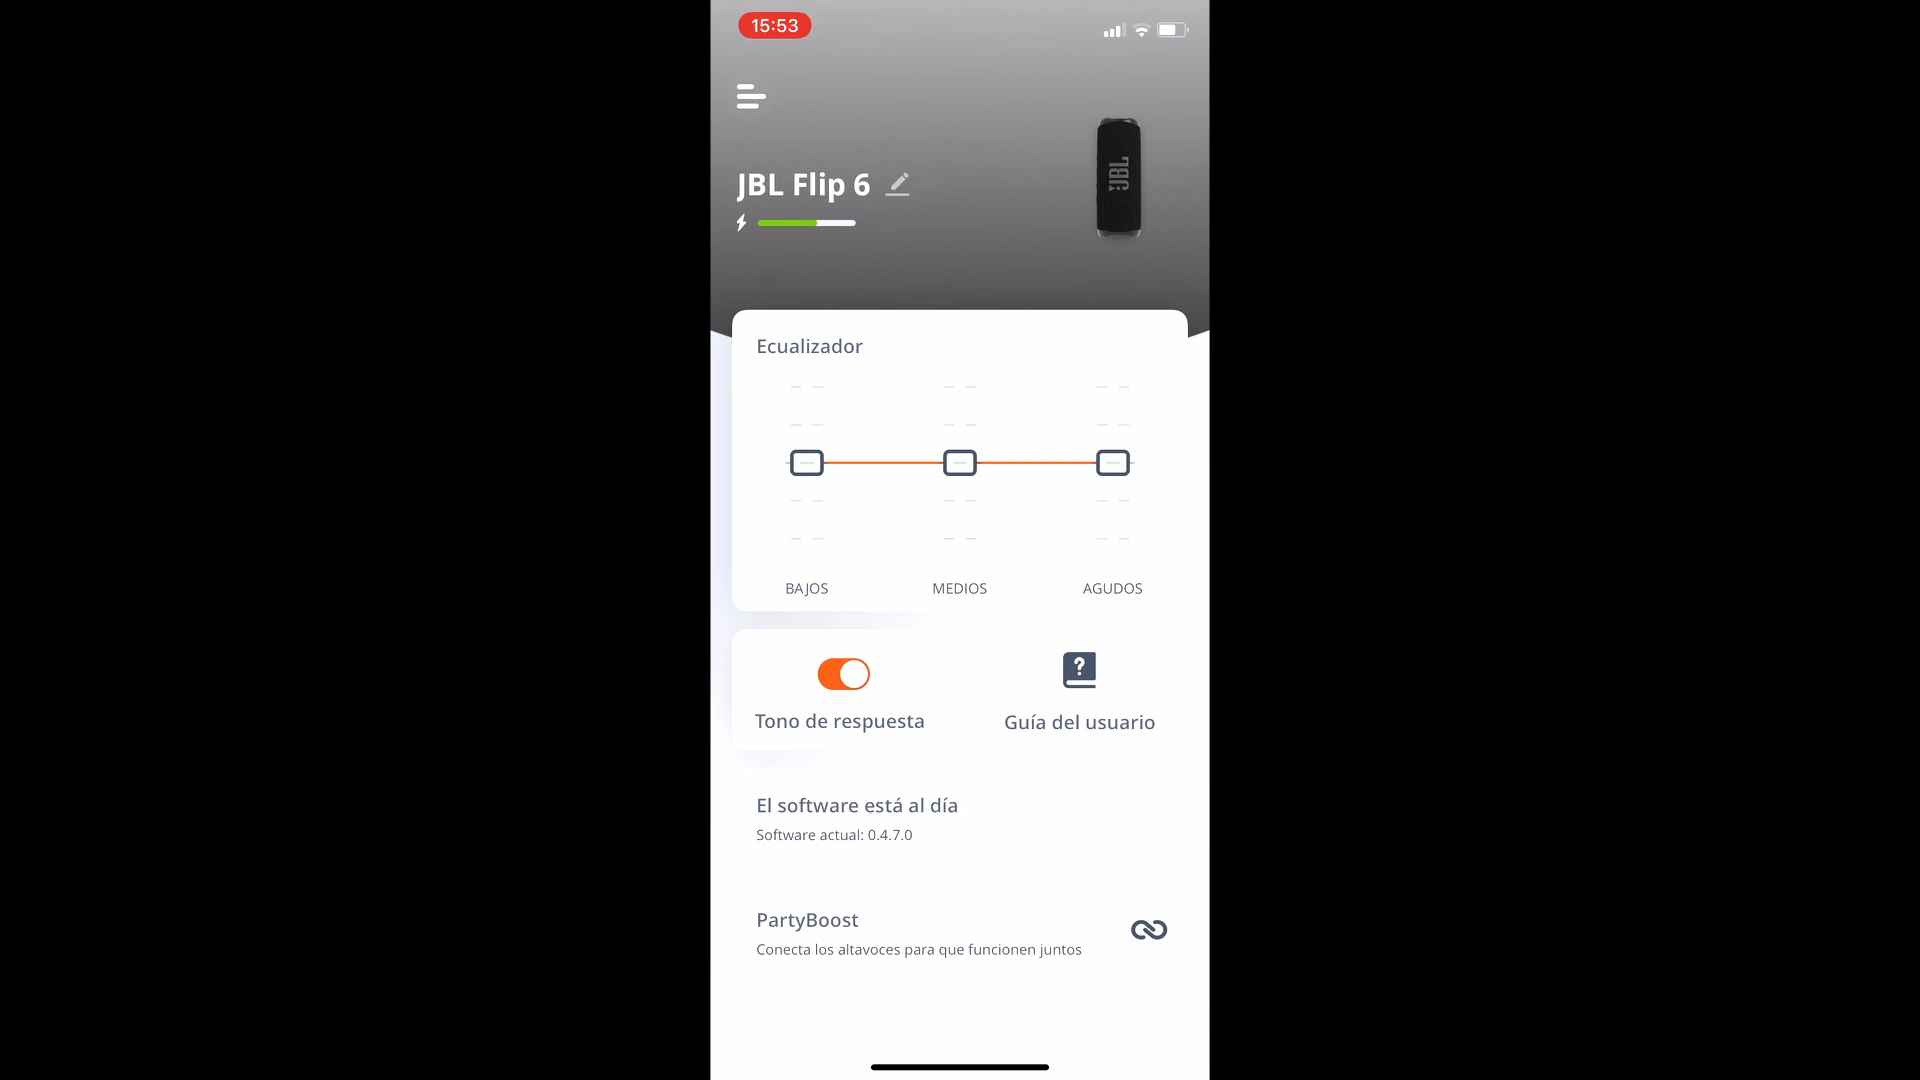 15:53
JBL Flip 6
JBL
Ecualizador
BAJOS
MEDIOS
AGUDOS
Tono de respuesta
Guía del usuario
El software está al día
Software actual: 0.4.7.0
PartyBoost
Conecta los altavoces para que funcionen juntos